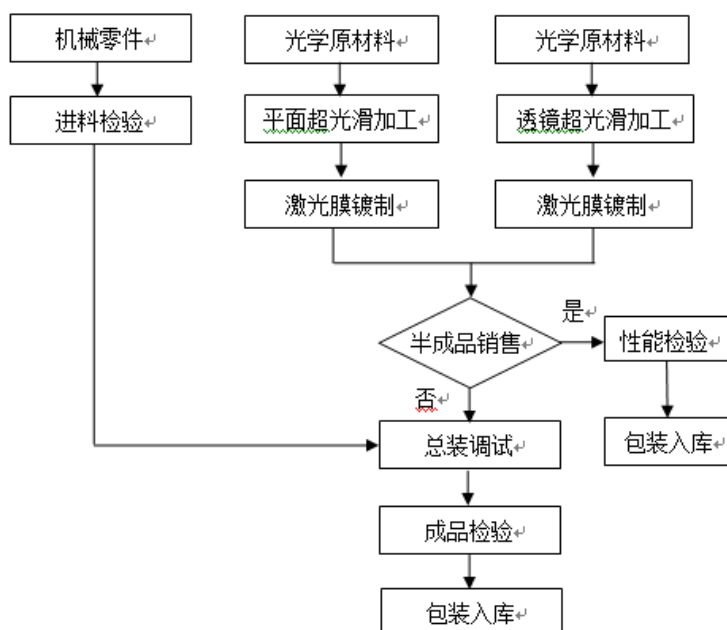 机械零件
光学原材料
光学原材料
进料检验
平面超光滑加工
透镜超光滑加工
激光膜镀制
激光膜镀制
半成品销售
是
性能检验
否
总装调试
包装入库
成品检验
包装入库